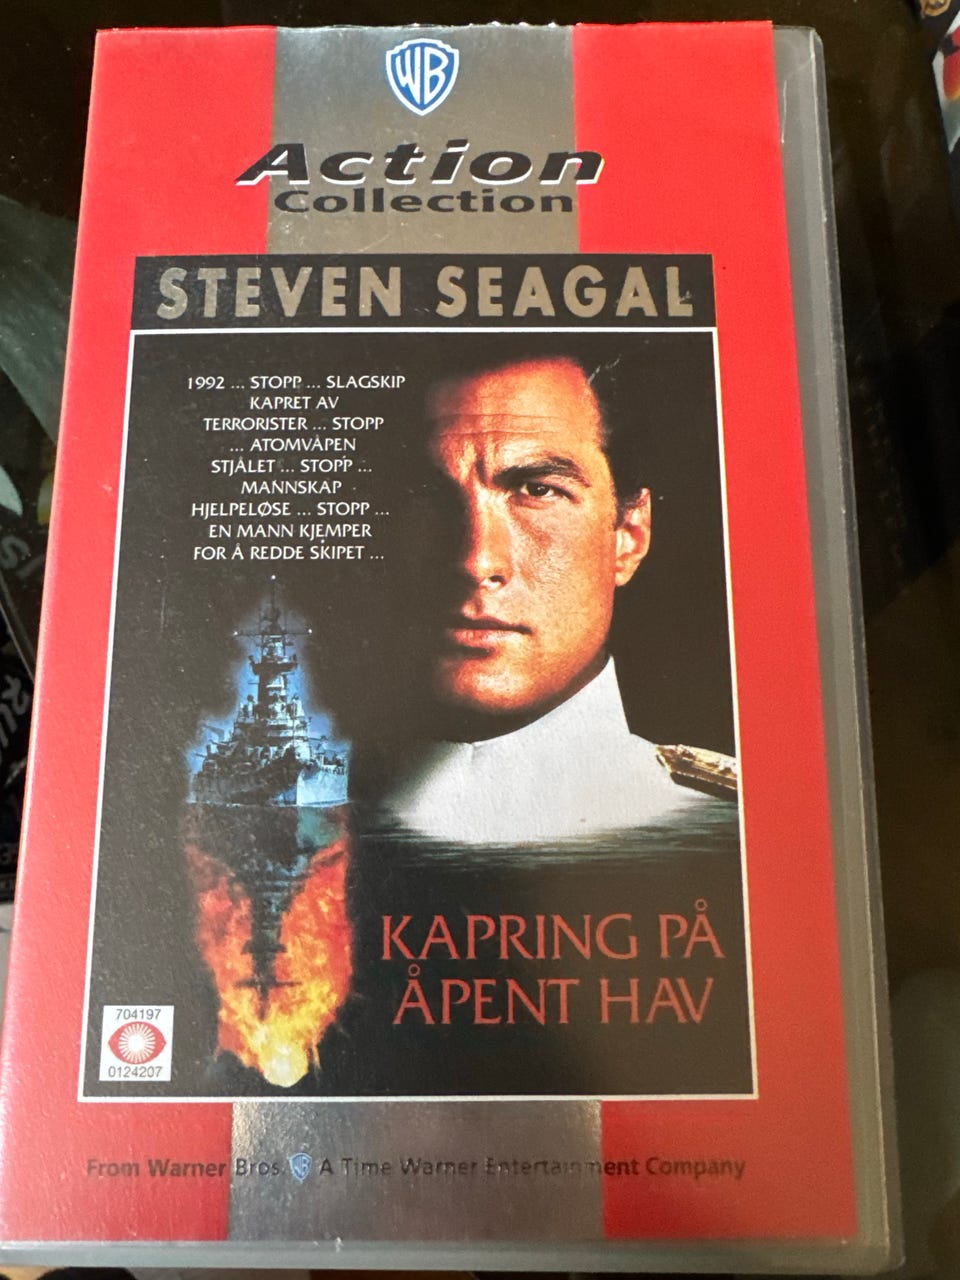 WB
Action
Collection
STEVEN SEAGAL
1992 ... STOPP ... SLAGSKIP
KAPRET AV
TERRORISTER ... STOPP
... ATOMVÅPEN
STJÅLET ... STOPP ...
MANNSKAP
HJELPELØSE ... STOPP ...
EN MANN KJEMPER
FOR Å REDDE SKIPET ...
KAPRING PÅ
ÅPENT HAV
704197
0124207
From Warner Bros. WB A Time Warner Entertainment Company